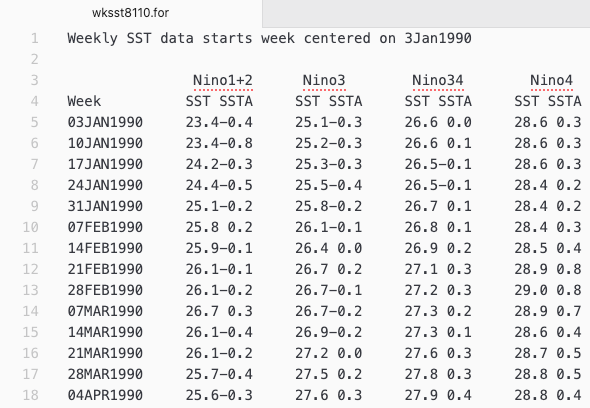 wksst8110.for
1 Weekly SST data starts week centered on 3Jan1990
2
3 Nino1+2 Nino3 Nino34 Nino4
4 Week SST SSTA SST SSTA SST SSTA SST SSTA
5 03JAN1990 23.4-0.4 25.1-0.3 26.6 0.0 28.6 0.3
6 10JAN1990 23.4-0.8 25.2-0.3 26.6 0.1 28.6 0.3
7 17JAN1990 24.2-0.3 25.3-0.3 26.5-0.1 28.6 0.3
8 24JAN1990 24.4-0.5 25.5-0.4 26.5-0.1 28.4 0.2
9 31JAN1990 25.1-0.2 25.8-0.2 26.7 0.1 28.4 0.2
10 07FEB1990 25.8 0.2 26.1-0.1 26.8 0.1 28.4 0.3
11 14FEB1990 25.9-0.1 26.4 0.0 26.9 0.2 28.5 0.4
12 21FEB1990 26.1-0.1 26.7 0.2 27.1 0.3 28.9 0.8
13 28FEB1990 26.1-0.2 26.7-0.1 27.2 0.3 29.0 0.8
14 07MAR1990 26.7 0.3 26.7-0.2 27.3 0.2 28.9 0.7
15 14MAR1990 26.1-0.4 26.9-0.2 27.3 0.1 28.6 0.4
16 21MAR1990 26.1-0.2 27.2 0.0 27.6 0.3 28.7 0.5
17 28MAR1990 25.7-0.4 27.5 0.2 27.8 0.3 28.8 0.5
18 04APR1990 25.6-0.3 27.6 0.3 27.9 0.4 28.8 0.4